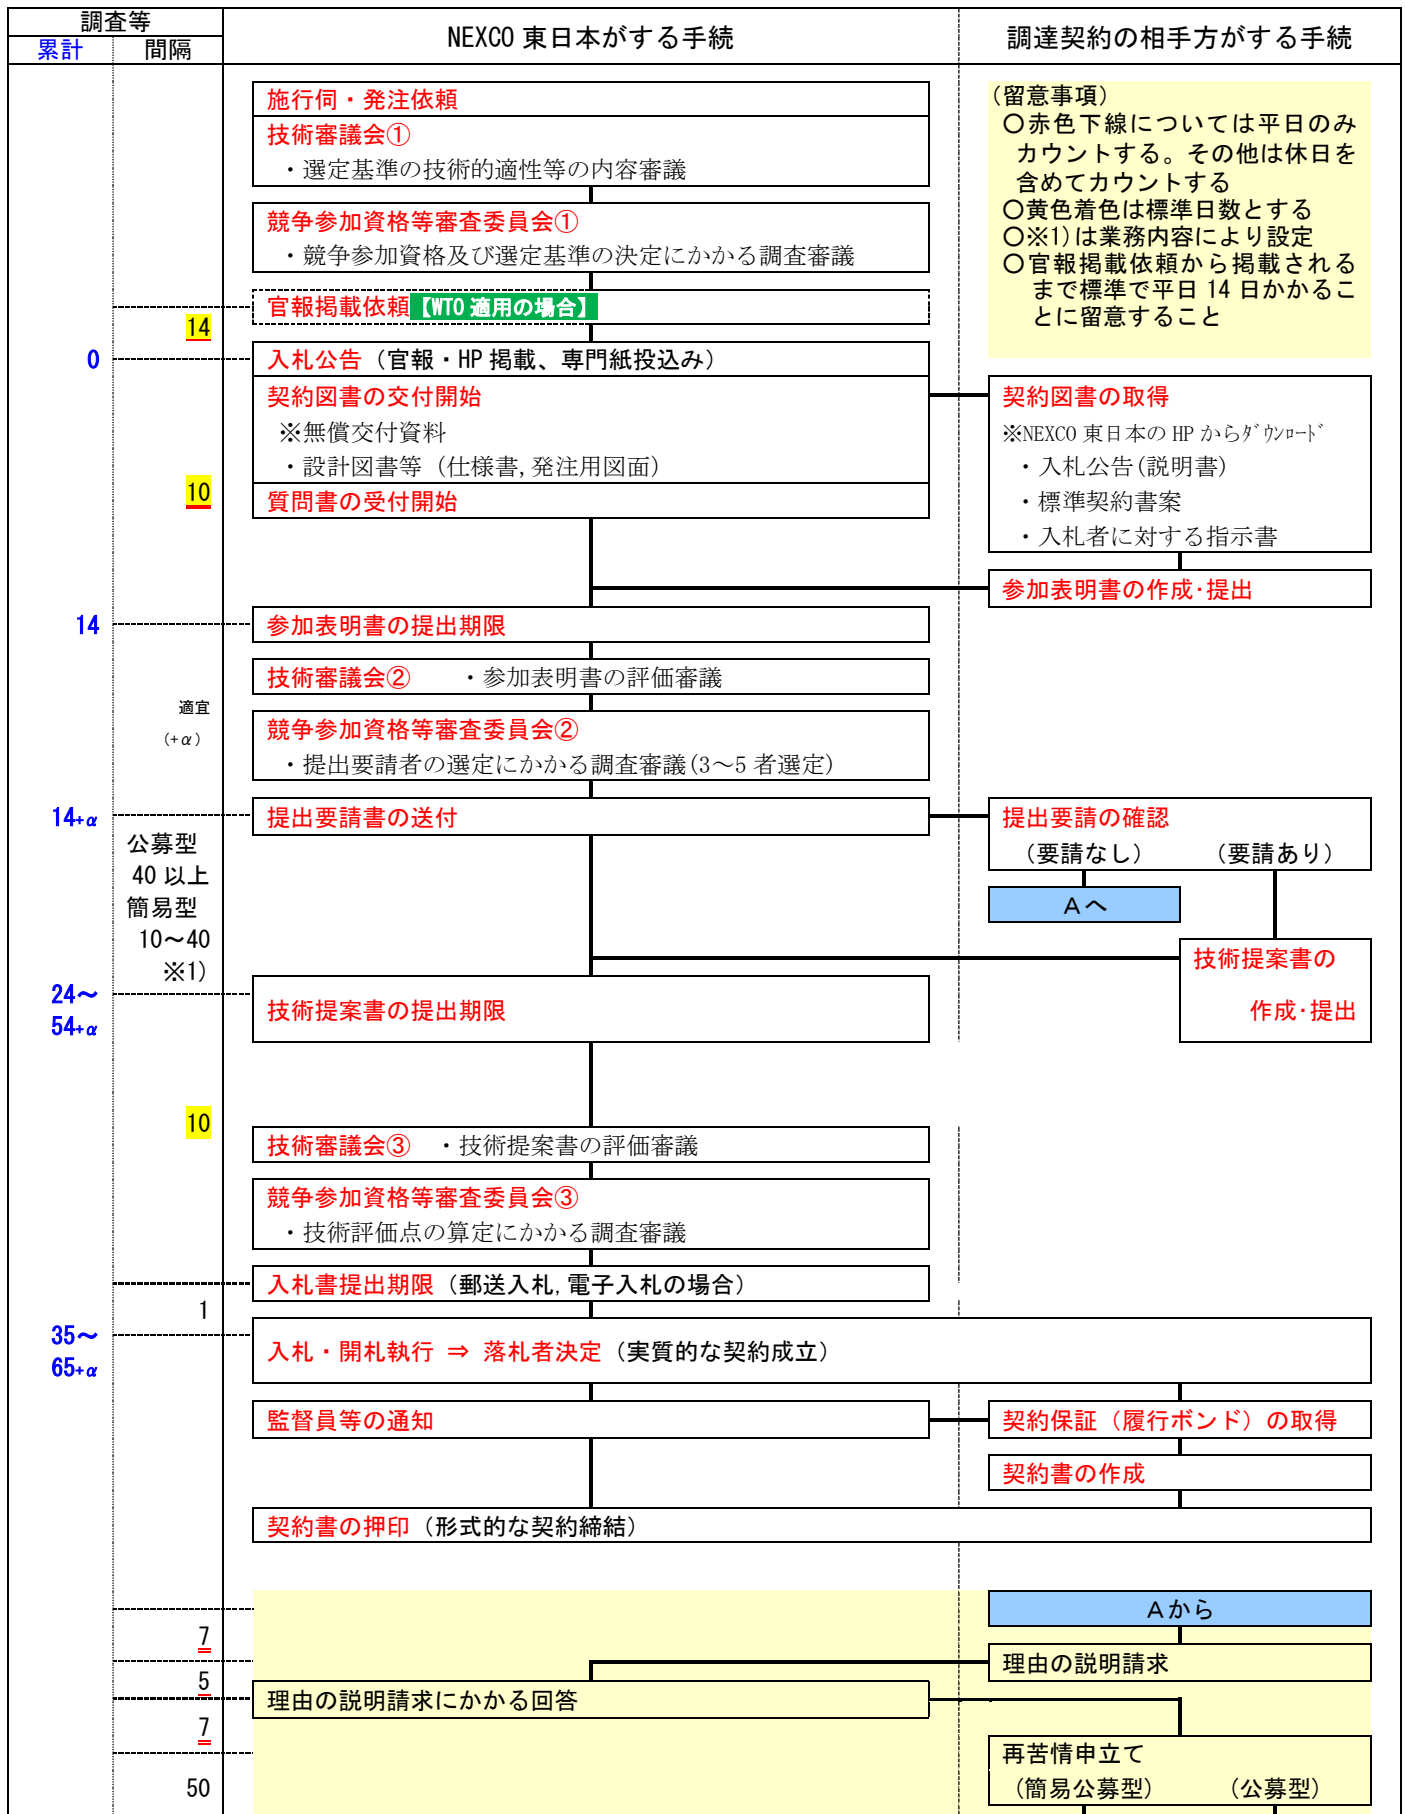 調査等
累計
間隔
NEXCO 東日本がする手続
調達契約の相手方がする手続
施行伺・発注依頼
技術審議会①
・選定基準の技術的適性等の内容審議
競争参加資格等審査委員会①
・競争参加資格及び選定基準の決定にかかる調査審議
(留意事項)
○赤色下線については平日のみ
カウントする。その他は休日を
含めてカウントする
○黄色着色は標準日数とする
○※1)は業務内容により設定
○官報掲載依頼から掲載される
まで標準で平日 14 日かかるこ
とに留意すること
官報掲載依頼【WTO 適用の場合】
14
0
入札公告（官報・HP 掲載、専門紙投込み）
契約図書の交付開始
※無償交付資料
・設計図書等（仕様書,発注用図面）
10
質問書の受付開始
契約図書の取得
※NEXCO 東日本の HP からﾀﾞｳﾝﾛｰﾄﾞ
・入札公告(説明書)
・標準契約書案
・入札者に対する指示書
参加表明書の作成･提出
14
参加表明書の提出期限
技術審議会②　・参加表明書の評価審議
適宜
(+α)
競争参加資格等審査委員会②
・提出要請者の選定にかかる調査審議(3～5 者選定)
14+α
提出要請書の送付
提出要請の確認
（要請なし）　（要請あり）
公募型
40 以上
簡易型
10～40
※1)
Aへ
技術提案書の
作成･提出
24～
54+α
技術提案書の提出期限
10
技術審議会③　・技術提案書の評価審議
競争参加資格等審査委員会③
・技術評価点の算定にかかる調査審議
入札書提出期限（郵送入札,電子入札の場合）
1
35～
65+α
入札・開札執行 ⇒ 落札者決定（実質的な契約成立）
監督員等の通知
契約保証（履行ボンド）の取得
契約書の作成
契約書の押印（形式的な契約締結）
Aから
7
理由の説明請求
5
理由の説明請求にかかる回答
7
再苦情申立て
（簡易公募型）　（公募型）
50